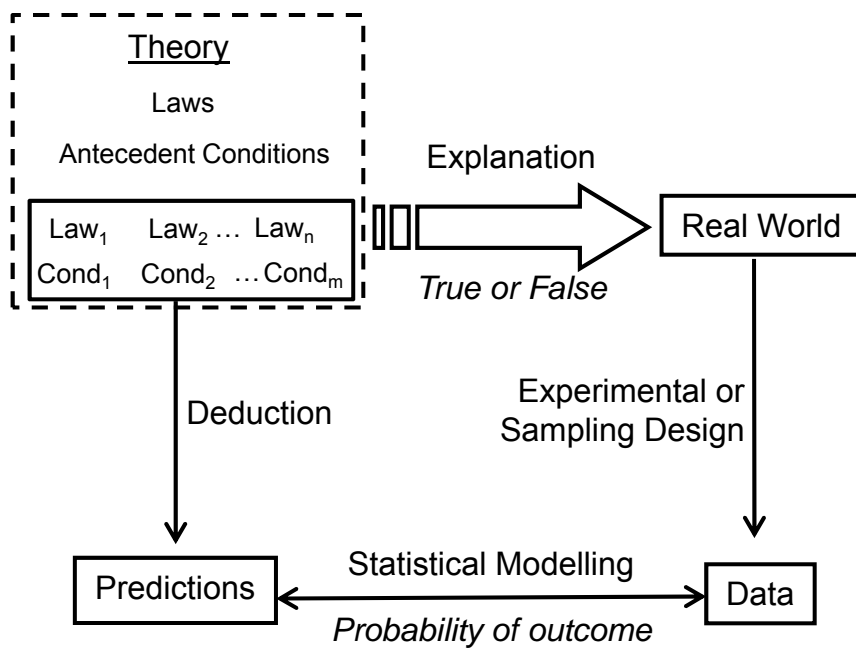 Theory
Laws
Antecedent Conditions
Law₁ Law₂ … Lawₙ
Cond₁ Cond₂ …Condₘ
Explanation
True or False
Real World
Deduction
Experimental or
Sampling Design
Predictions
Statistical Modelling
Probability of outcome
Data